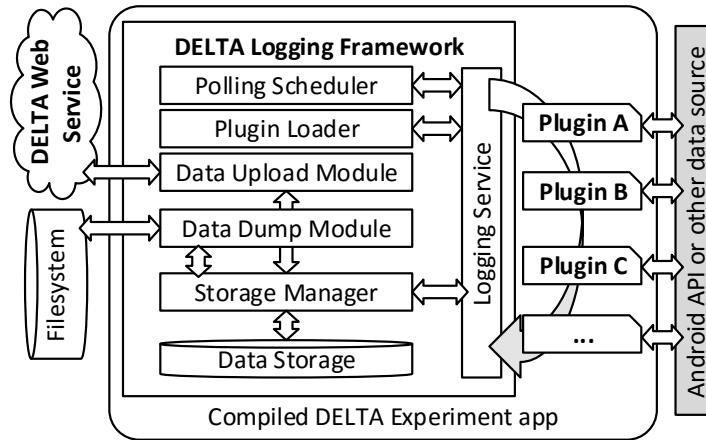 DELTA Web
Service
Filesystem
DELTA Logging Framework
Polling Scheduler
Plugin Loader
Data Upload Module
Data Dump Module
Storage Manager
Data Storage
Logging Service
Plugin A
Plugin B
Plugin C
...
Android API or other data source
Compiled DELTA Experiment app